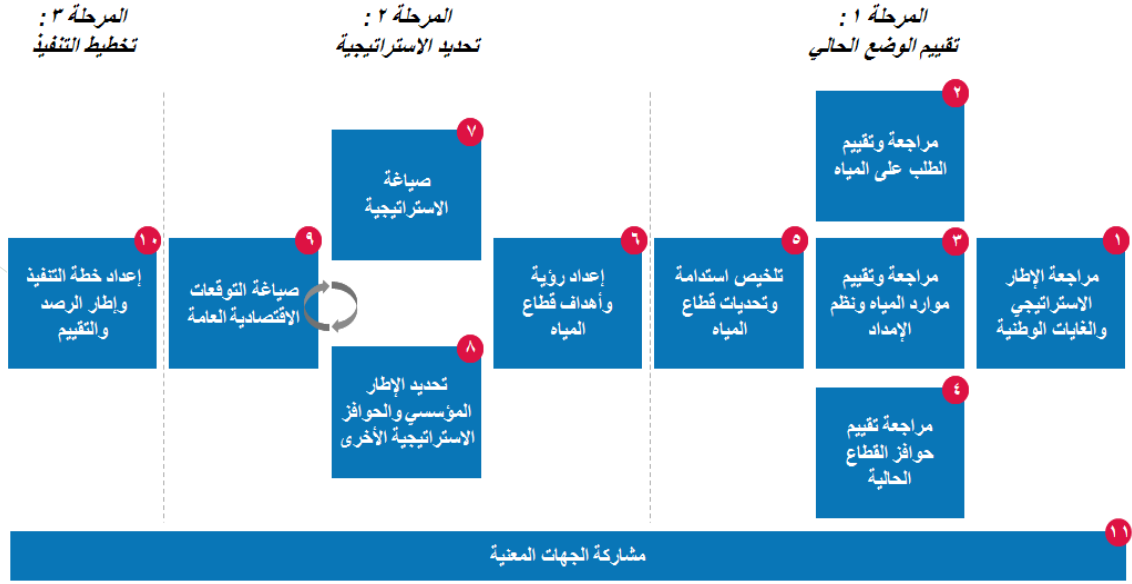 المرحلة ١ :
تقييم الوضع الحالي
المرحلة ٢ :
تحديد الاستراتيجية
المرحلة ٣ :
تخطيط التنفيذ
١
مراجعة الإطار
الاستراتيجي
والغايات الوطنية
٢
مراجعة وتقييم
الطلب على المياه
٣
مراجعة وتقييم
موارد المياه ونظم
الإمداد
٤
مراجعة تقييم
حوافز القطاع
الحالية
٥
تلخيص استدامة
وتحديات قطاع
المياه
٦
إعداد رؤية
وأهداف قطاع
المياه
٧
صياغة
الاستراتيجية
٨
تحديد الإطار
المؤسسي والحوافز
الاستراتيجية الأخرى
٩
صياغة التوقعات
الاقتصادية العامة
١٠
إعداد خطة التنفيذ
وإطار الرصد
والتقييم
١١
مشاركة الجهات المعنية